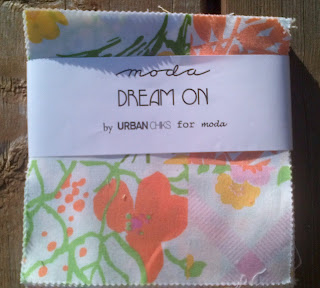 moda
DREAM ON
by URBAN CHIKS for moda